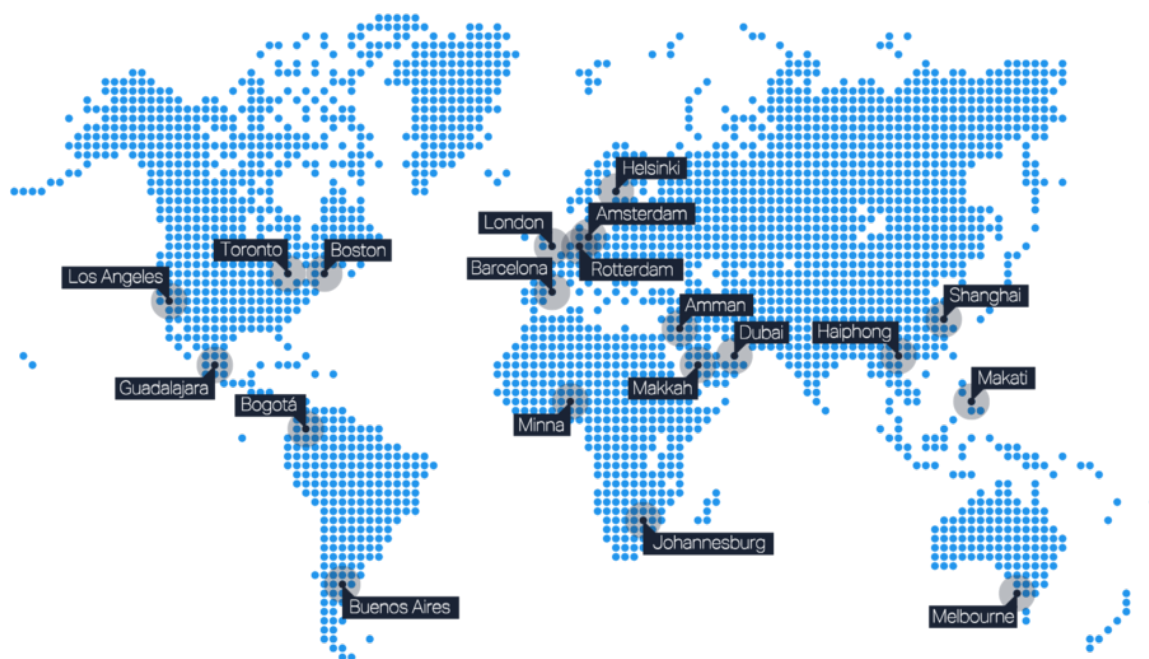 Helsinki
Amsterdam
London
Toronto
Boston
Barcelona
Rotterdam
Los Angeles
Shanghai
Amman
Dubai
Haiphong
Makati
Guadalajara
Makkah
Bogotá
Minna
Johannesburg
Buenos Aires
Melbourne